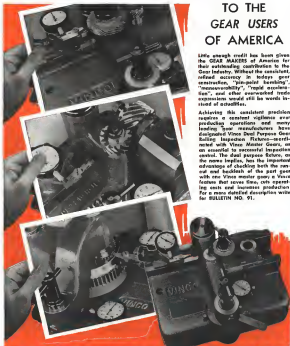 TO THE
GEAR USERS
OF AMERICA
Little enough credit has been given
the GEAR MAKERS of America for
their outstanding contribution to the
Gear Industry. Without the consistent,
refined accuracy in todays gear
construction, "pin-point bombing",
"maneuverability", "rapid accelera-
tion", and other overworked trade
expressions would still be words in-
stead of actualities.
Achieving this consistent precision
requires a constant vigilance over
production operations and many
leading gear manufacturers have
designated Vinco Dual Purpose Gear
Rolling Inspection Fixtures—coordi-
nated with Vinco Master Gears, as
an essential to successful inspection
control. The dual purpose fixture, as
the name implies, has the important
advantage of checking both the run-
out and backlash of the part gear
with one Vinco master gear; a Vinco
feature that saves time, cuts operat-
ing costs and increases production.
For a more detailed description write
for BULLETIN NO. 91.
VINCO
VINCO